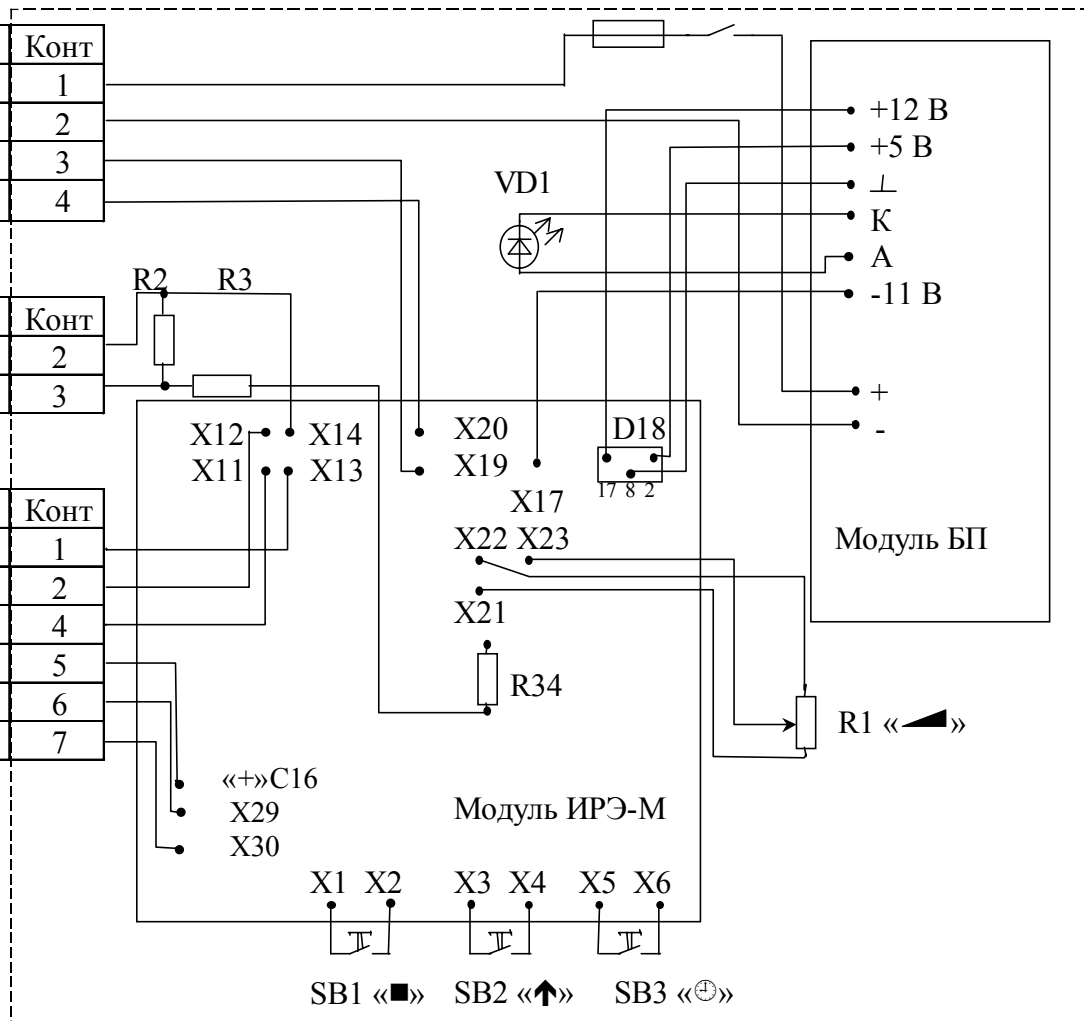 Конт
1
2
3
4
+12 В
+5 В
⊥
К
А
-11 В
+
-
Модуль БП
VD1
R2 R3
Конт
2
3
X12 X14
X11 X13
X20
X19
D18
17 8 2
X17
X22 X23
X21
R34
R1 «◢»
Конт
1
2
4
5
6
7
«+»C16
X29
X30
Модуль ИРЭ-М
X1 X2 X3 X4 X5 X6
SB1 «■» SB2 «🡩» SB3 «🕘»